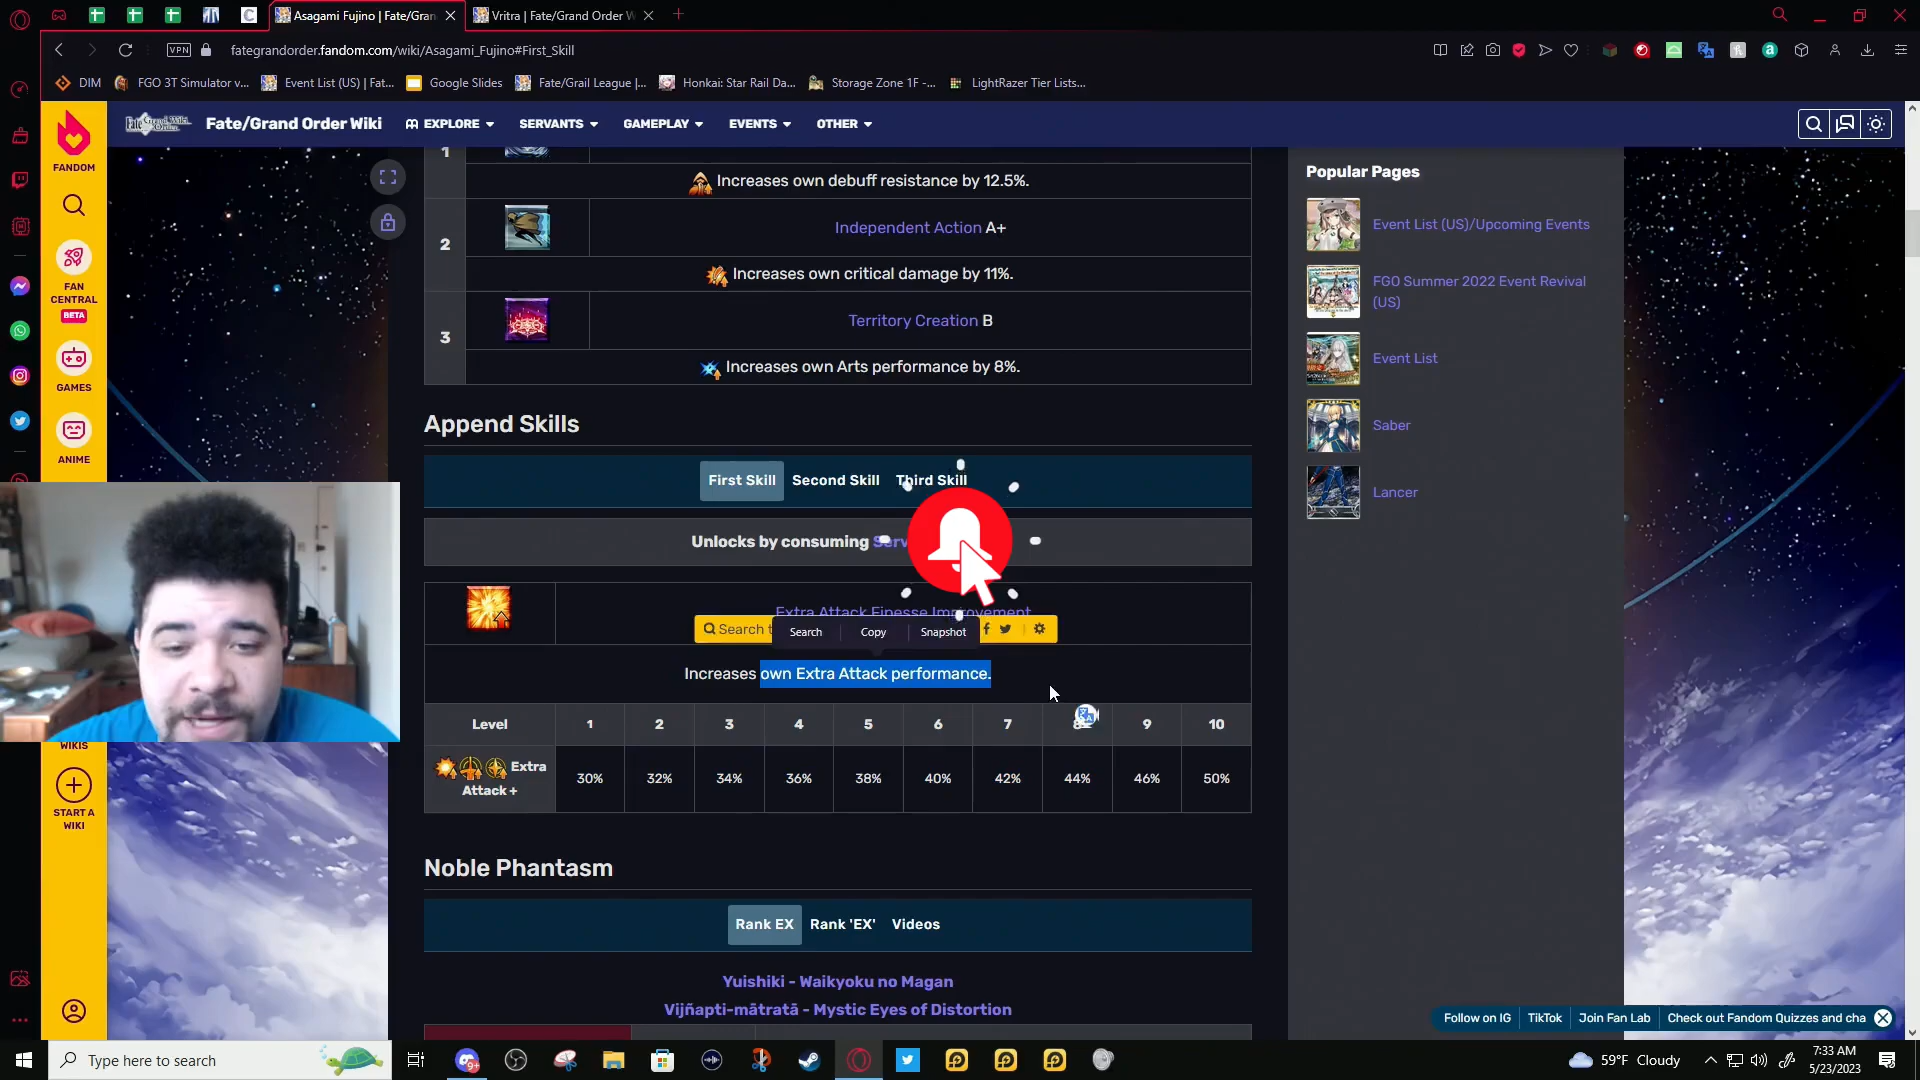 Asagami Fujino | Fate/Gran
Vritra | Fate/Grand Order W
VPN
fategrandorder.fandom.com/wiki/Asagami_Fujino#First_Skill
DIM
FGO 3T Simulator v...
Event List (US) | Fat...
Google Slides
Fate/Grail League |...
Honkai: Star Rail Da...
Storage Zone 1F -...
LightRazer Tier Lists...
FANDOM
FAN CENTRAL
BETA
GAMES
ANIME
WIKIS
START A WIKI
Fate/Grand Order Wiki
EXPLORE
SERVANTS
GAMEPLAY
EVENTS
OTHER
1
Increases own debuff resistance by 12.5%.
2
Independent Action A+
Increases own critical damage by 11%.
3
Territory Creation B
Increases own Arts performance by 8%.
Append Skills
First Skill
Second Skill
Third Skill
Unlocks by consuming Serv
Extra Attack Finesse Improvement
Search t
Search
Copy
Snapshot
Increases own Extra Attack performance.
Level 1 2 3 4 5 6 7 8 9 10
Extra Attack + 30% 32% 34% 36% 38% 40% 42% 44% 46% 50%
Noble Phantasm
Rank EX
Rank 'EX'
Videos
Yuishiki - Waikyoku no Magan
Vijñapti-mātratā - Mystic Eyes of Distortion
Popular Pages
Event List (US)/Upcoming Events
FGO Summer 2022 Event Revival (US)
Event List
Saber
Lancer
Follow on IG
TikTok
Join Fan Lab
Check out Fandom Quizzes and cha
Type here to search
9+
59°F Cloudy
7:33 AM
5/23/2023